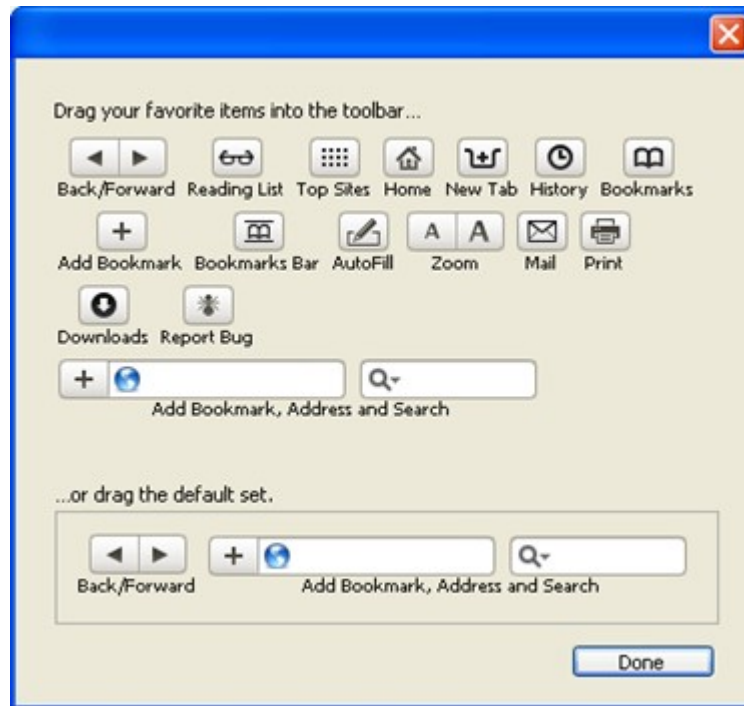 Drag your favorite items into the toolbar...
Back/Forward Reading List Top Sites Home New Tab History Bookmarks
A A
Add Bookmark Bookmarks Bar AutoFill Zoom Mail Print
Downloads Report Bug
Add Bookmark, Address and Search
...or drag the default set.
Back/Forward Add Bookmark, Address and Search
Done